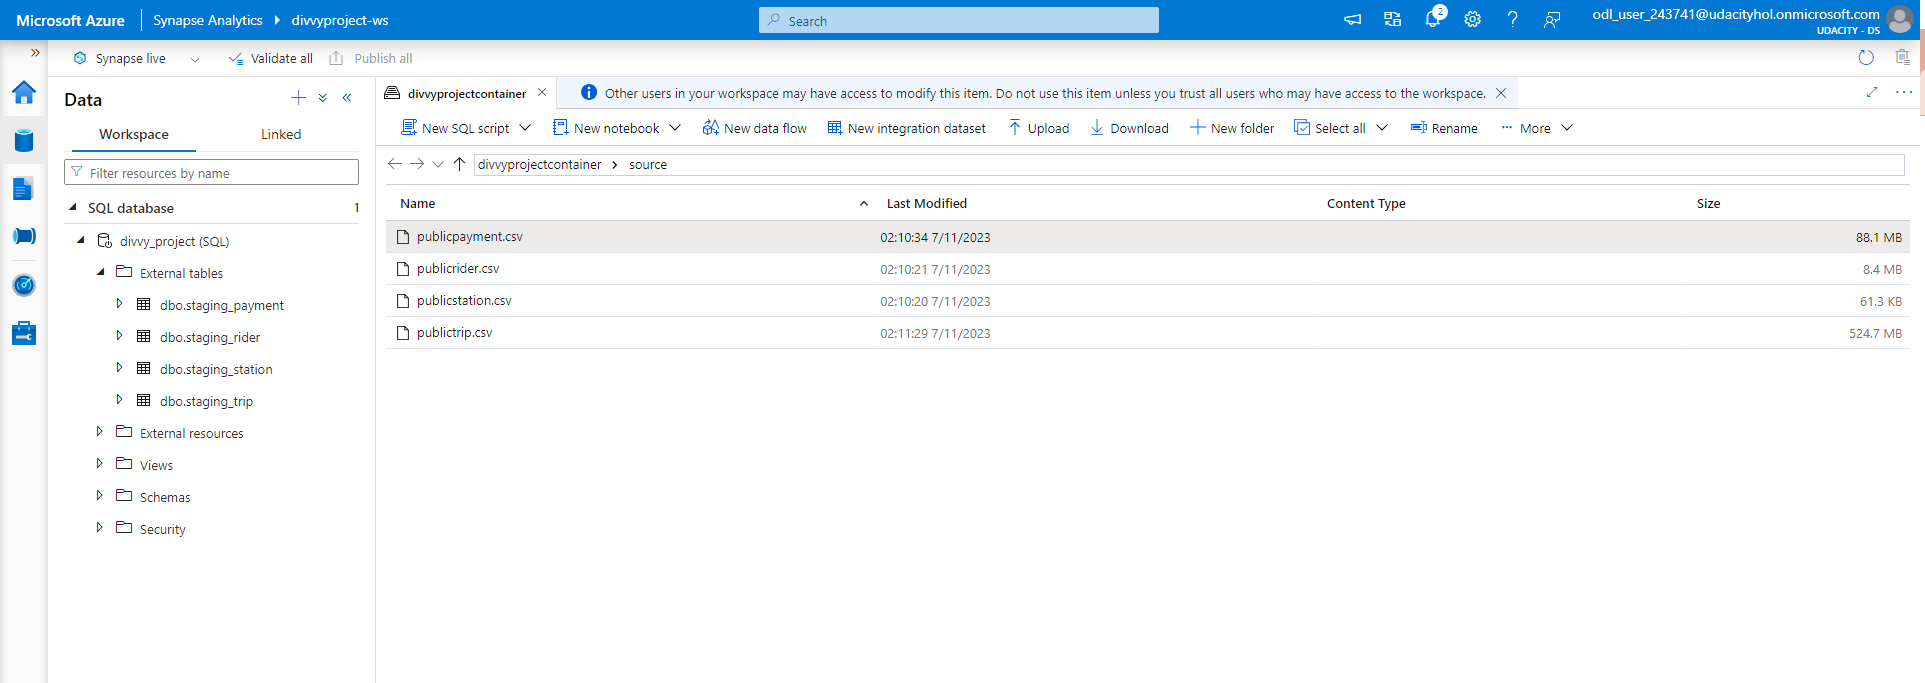 Microsoft Azure Synapse Analytics divvyproject-ws Search 2 odl_user_243741@udacityhol.onmicrosoft.com
UDACITY - DS
Synapse live Validate all Publish all
Data
Workspace Linked
Filter resources by name
SQL database 1
divvy_project (SQL)
External tables
dbo.staging_payment
dbo.staging_rider
dbo.staging_station
dbo.staging_trip
External resources
Views
Schemas
Security
divvyprojectcontainer Other users in your workspace may have access to modify this item. Do not use this item unless you trust all users who may have access to the workspace.
New SQL script New notebook New data flow New integration dataset Upload Download New folder Select all Rename More
divvyprojectcontainer source
Name Last Modified Content Type Size
publicpayment.csv 02:10:34 7/11/2023 88.1 MB
publicrider.csv 02:10:21 7/11/2023 8.4 MB
publicstation.csv 02:10:20 7/11/2023 61.3 KB
publictrip.csv 02:11:29 7/11/2023 524.7 MB